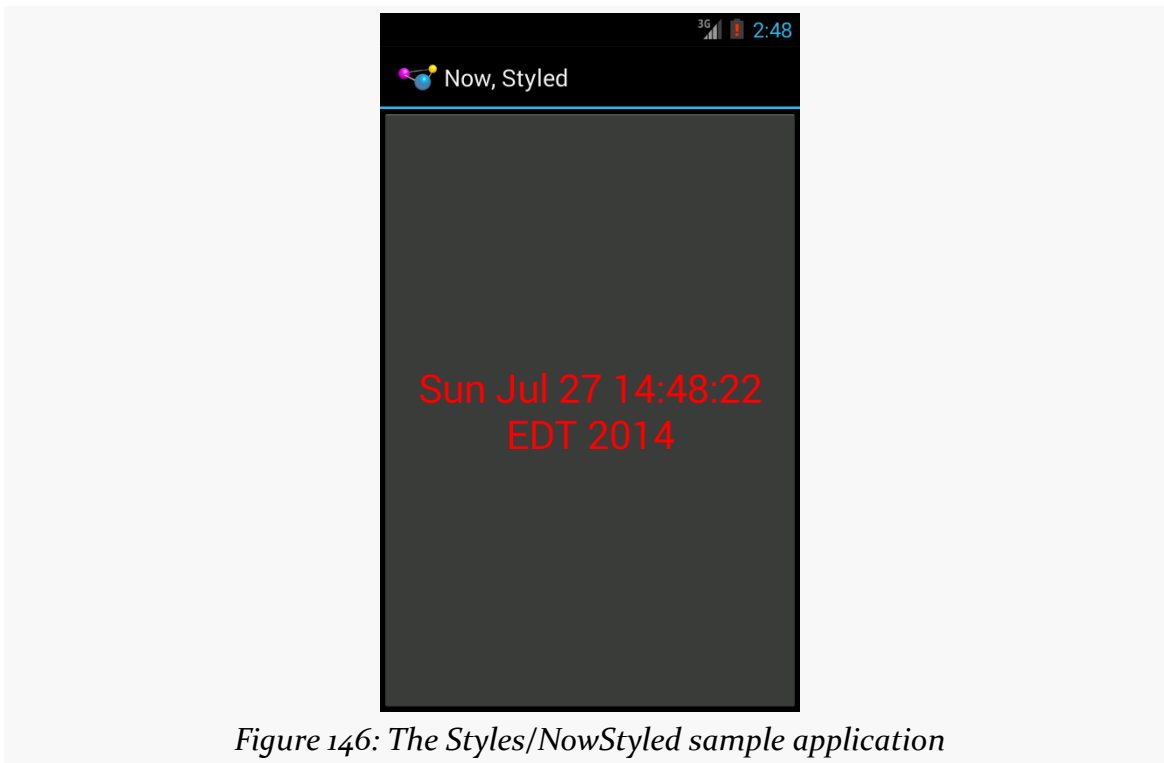 3G 2:48
Now, Styled
Sun Jul 27 14:48:22
EDT 2014
Figure 146: The Styles/NowStyled sample application